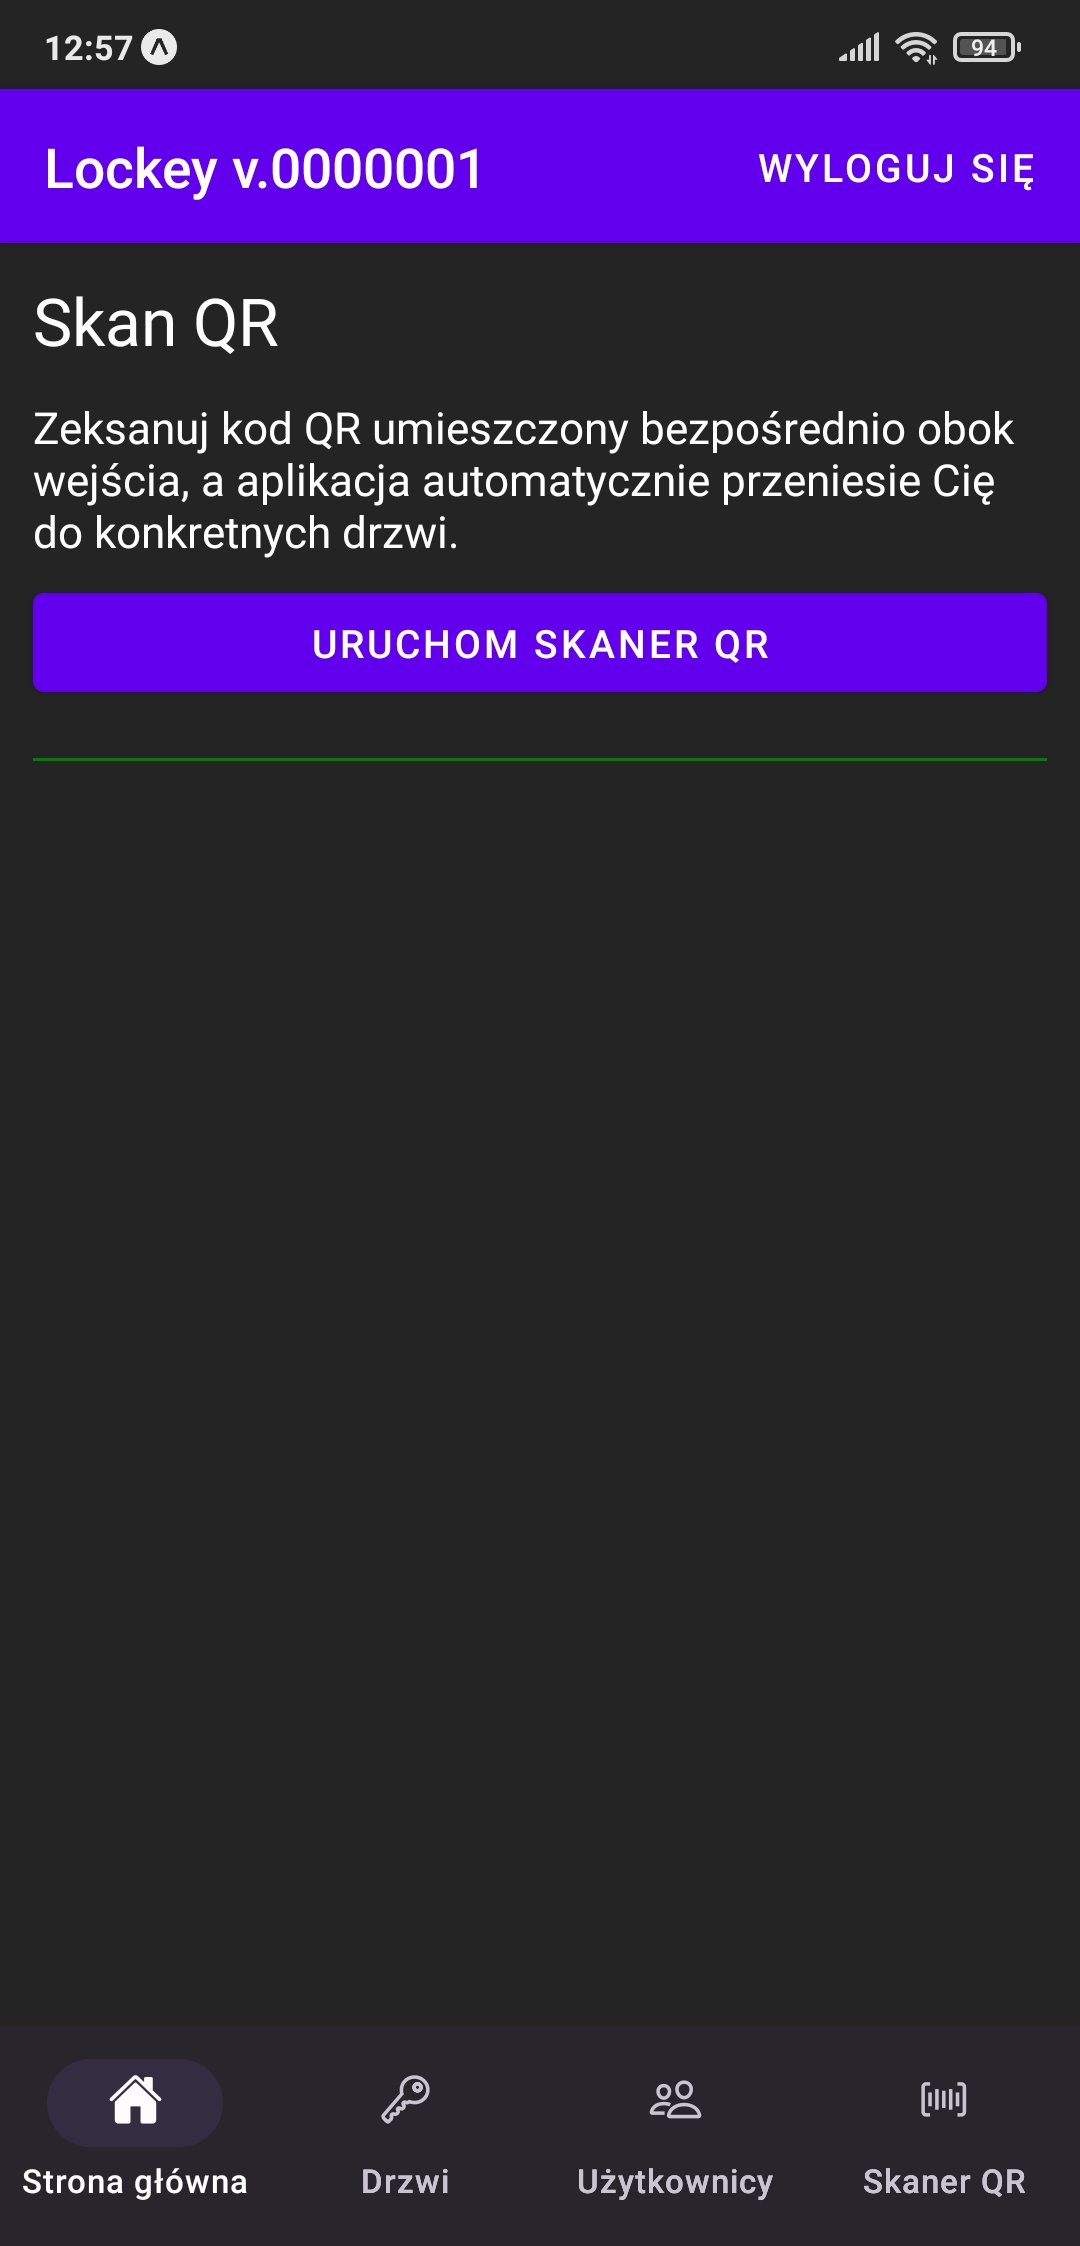 12:57
94
Lockey v.0000001
WYLOGUJ SIĘ
Skan QR
Zeksanuj kod QR umieszczony bezpośrednio obok
wejścia, a aplikacja automatycznie przeniesie Cię
do konkretnych drzwi.
URUCHOM SKANER QR
Strona główna
Drzwi
Użytkownicy
Skaner QR